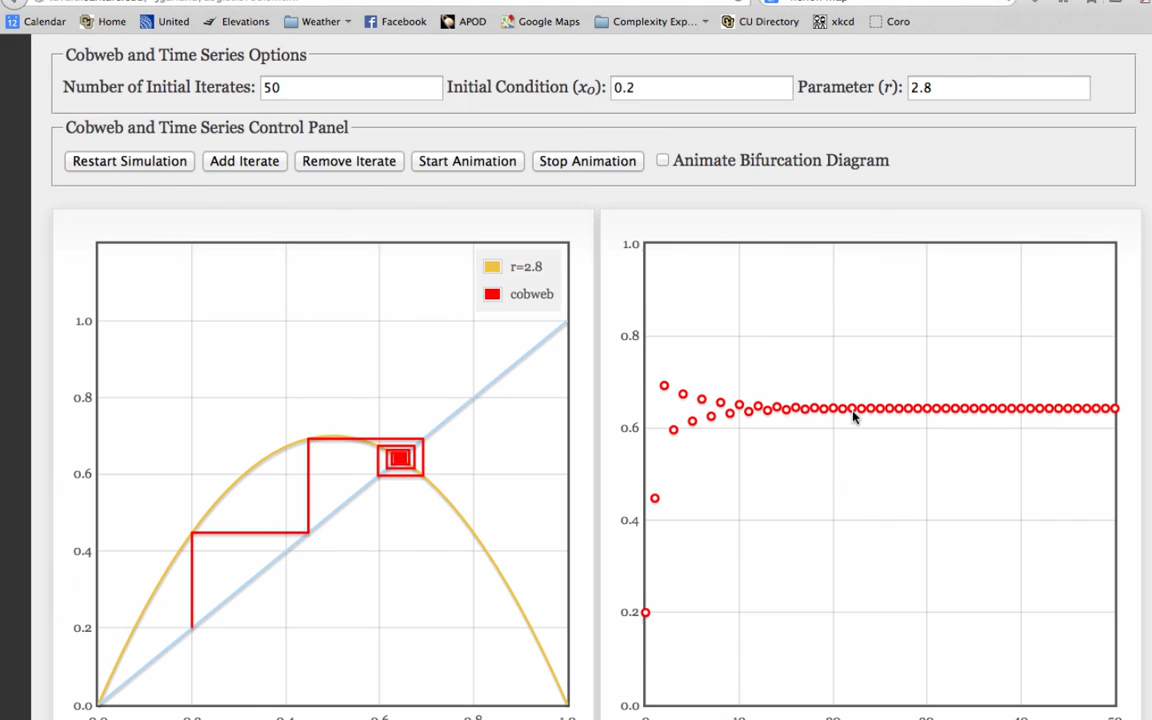 Calendar Home United Weather Facebook APOD Google Maps Complexity Exp... CU Directory xkcd Coro
Cobweb and Time Series Options
Number of Initial Iterates: 50 Initial Condition (x₀): 0.2 Parameter (r): 2.8
Cobweb and Time Series Control Panel
Restart Simulation Add Iterate Remove Iterate Start Animation Stop Animation Animate Bifurcation Diagram
r=2.8
cobweb
1.0
0.8
0.6
0.4
0.2
0.0
1.0
0.8
0.6
0.4
0.2
0.0